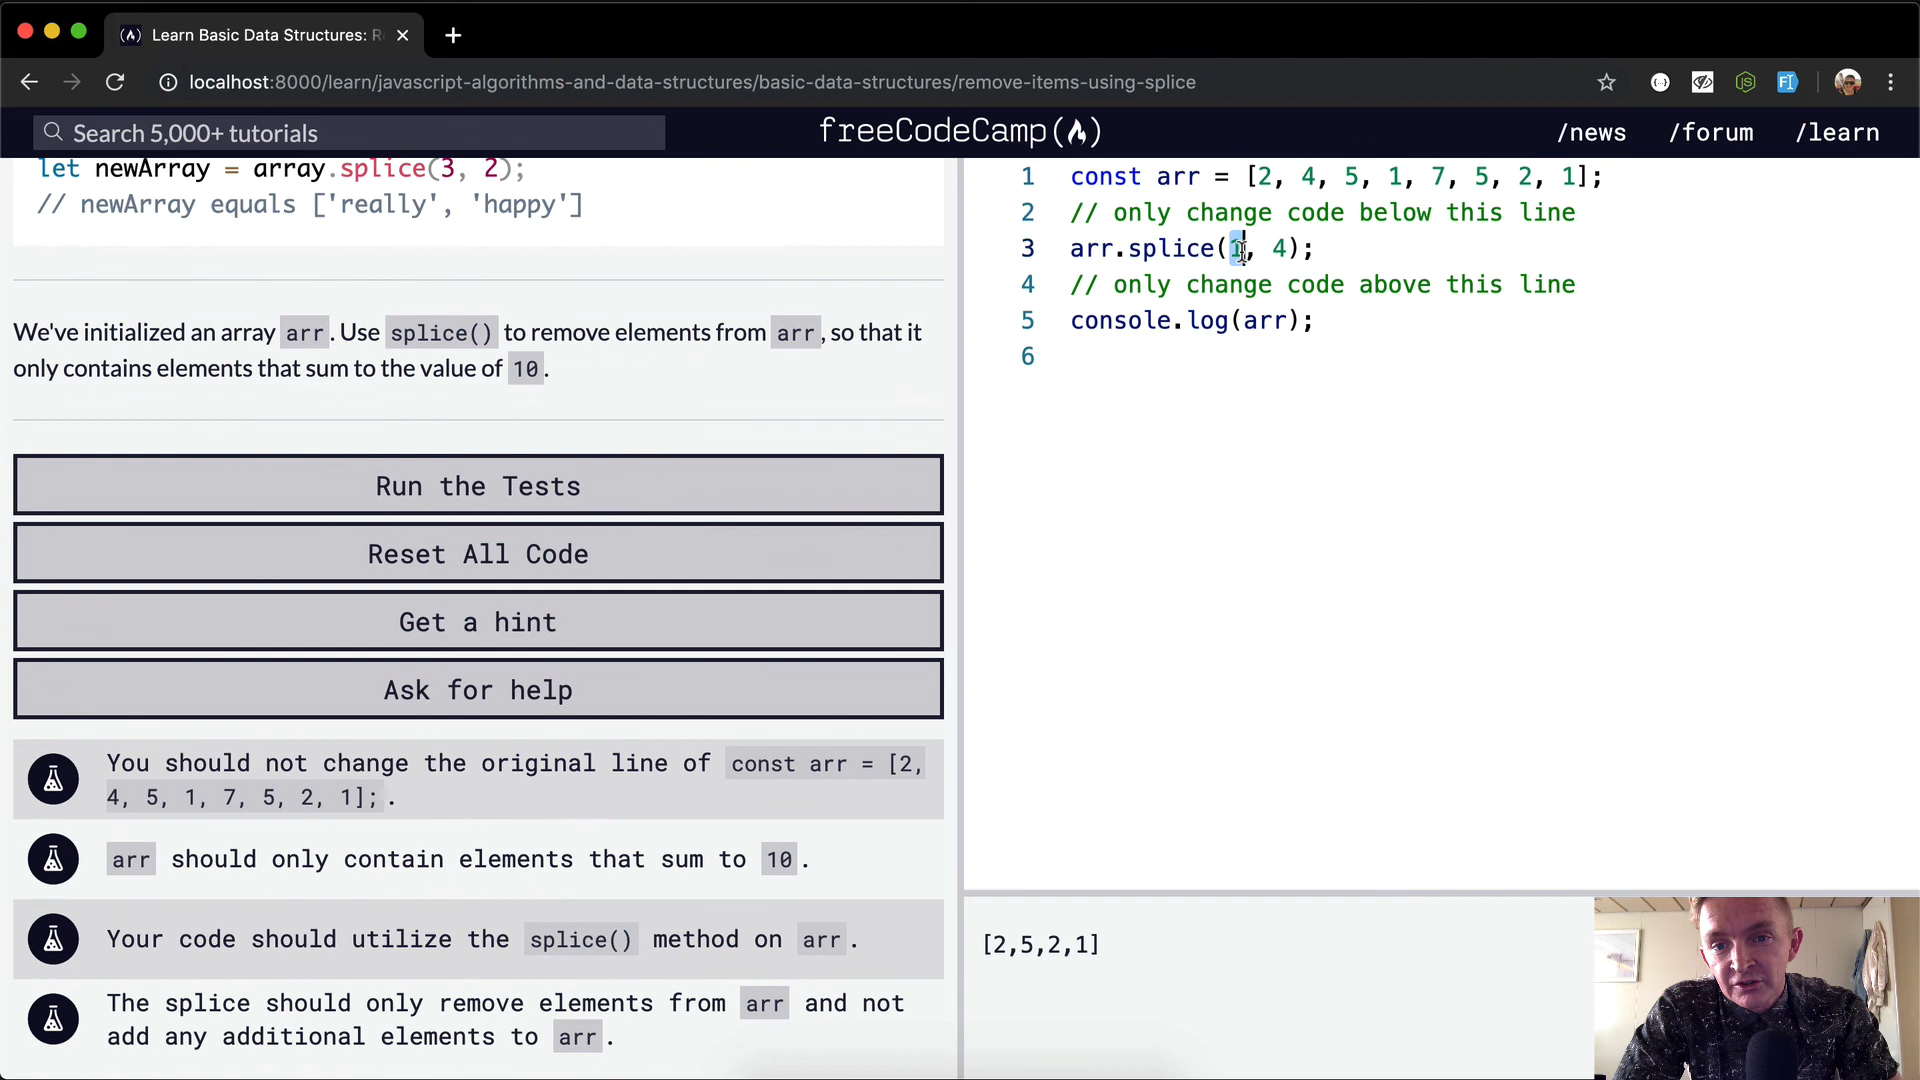 Learn Basic Data Structures: R
localhost:8000/learn/javascript-algorithms-and-data-structures/basic-data-structures/remove-items-using-splice
Search 5,000+ tutorials
freeCodeCamp
/news /forum /learn
let newArray = array.splice(3, 2);
// newArray equals ['really', 'happy']
We've initialized an array arr. Use splice() to remove elements from arr, so that it
only contains elements that sum to the value of 10.
Run the Tests
Reset All Code
Get a hint
Ask for help
You should not change the original line of const arr = [2,
4, 5, 1, 7, 5, 2, 1];.
arr should only contain elements that sum to 10.
Your code should utilize the splice() method on arr.
The splice should only remove elements from arr and not
add any additional elements to arr.
1 const arr = [2, 4, 5, 1, 7, 5, 2, 1];
2 // only change code below this line
3 arr.splice(1, 4);
4 // only change code above this line
5 console.log(arr);
6
[2,5,2,1]